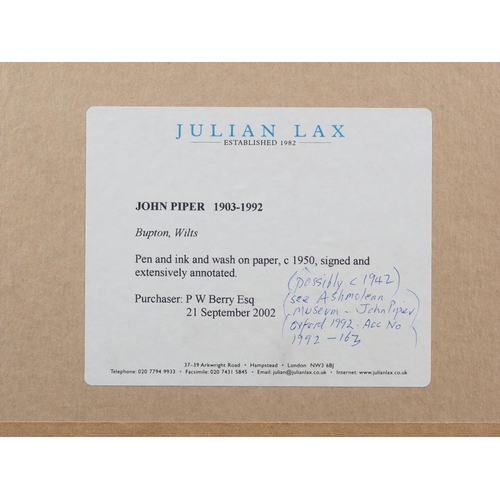 JULIAN LAX
ESTABLISHED 1982
JOHN PIPER 1903-1992
Bupton, Wilts
Pen and ink and wash on paper, c 1950, signed and
extensively annotated.
(possibly c 1942)
(see Ashmolean
Museum - John Piper
Oxford 1992. Acc No
1992 - 163)
Purchaser: P W Berry Esq
21 September 2002
37-39 Arkwright Road • Hampstead • London NW3 6BJ
Telephone: 020 7794 9933 • Facsimile: 020 7431 5845 • Email: julian@julianlax.co.uk • Internet: www.julianlax.co.uk